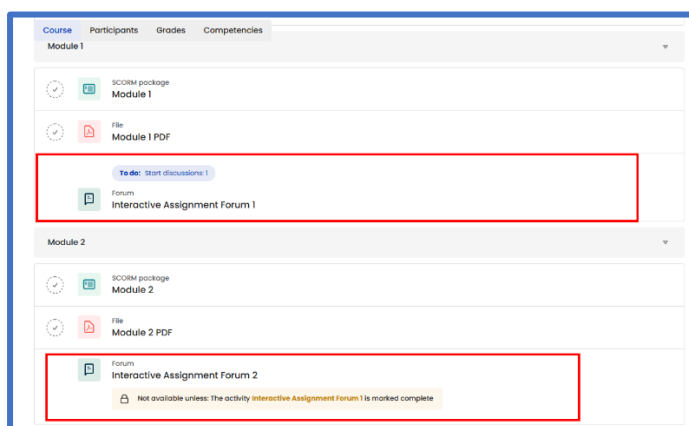 Course Participants Grades Competencies
Module 1
SCORM package
Module 1
File
Module 1 PDF
To do: Start discussions: 1
Forum
Interactive Assignment Forum 1
Module 2
SCORM package
Module 2
File
Module 2 PDF
Forum
Interactive Assignment Forum 2
Not available unless: The activity Interactive Assignment Forum 1 is marked complete